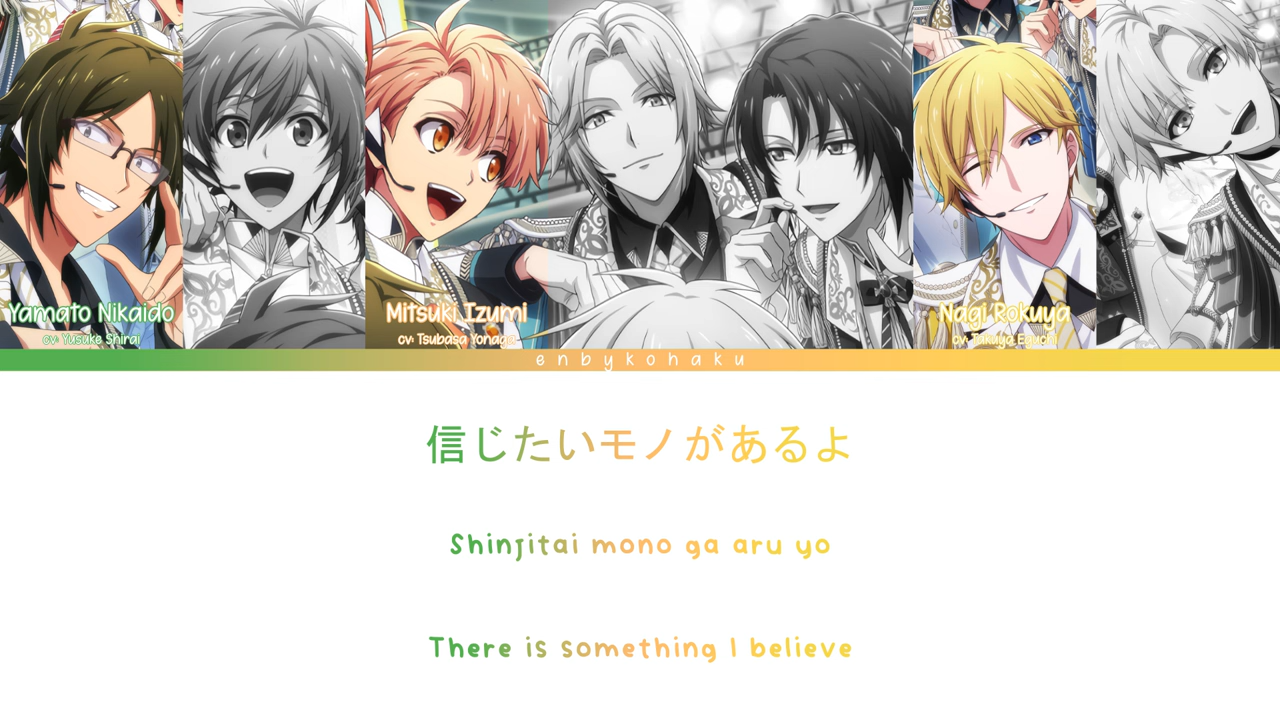 Yamato Nikaido
cv: Yusuke Shirai
Mitsuki Izumi
cv: Tsubasa Yonaga
Nagi Rokuya
cv: Takuya Eguchi
enbykohaku
信じたいモノがあるよ
Shinjitai mono ga aru yo
There is something I believe